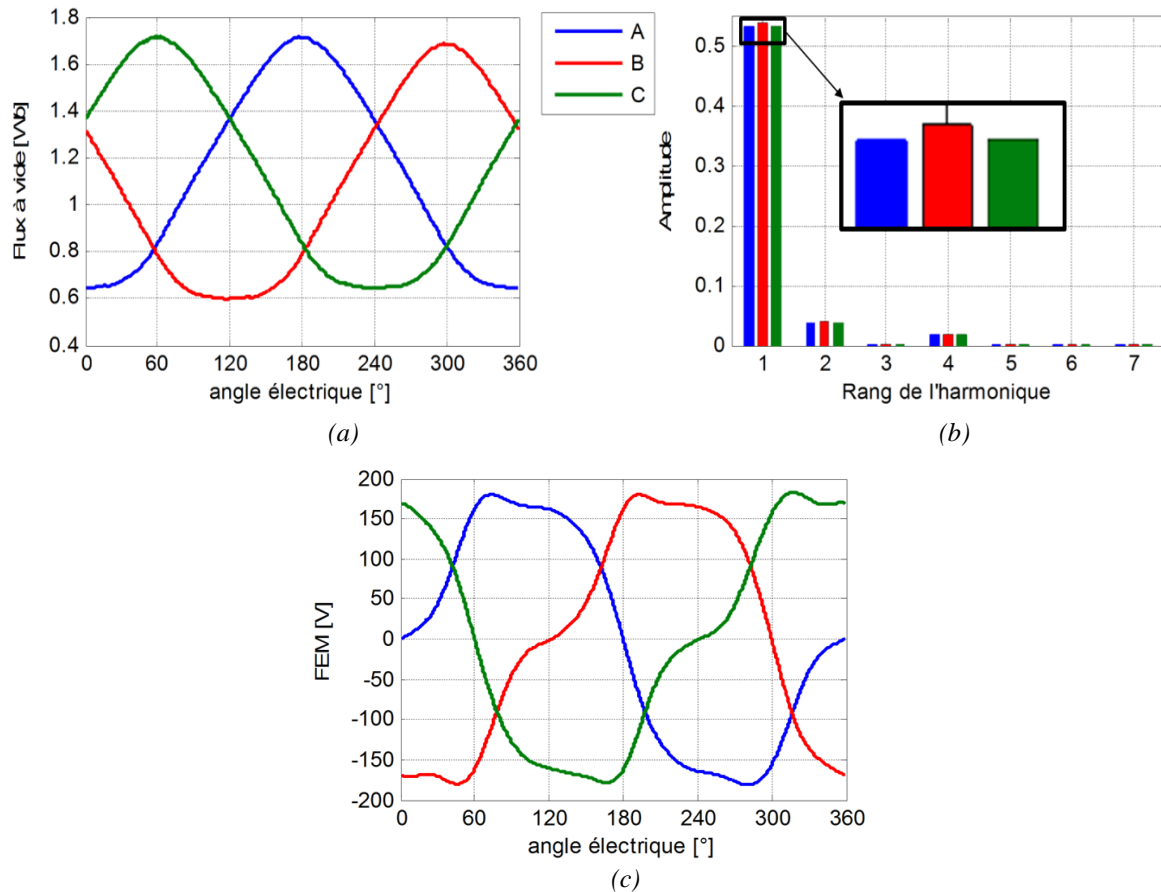 1.8
1.6
1.4
1.2
1
0.8
0.6
0.4
Flux à vide [Wb]
0 60 120 180 240 300 360
angle électrique [°]
A
B
C
(a)
0.5
0.4
0.3
0.2
0.1
0
Amplitude
1 2 3 4 5 6 7
Rang de l'harmonique
(b)
200
150
100
50
0
-50
-100
-150
-200
FEM [V]
0 60 120 180 240 300 360
angle électrique [°]
(c)